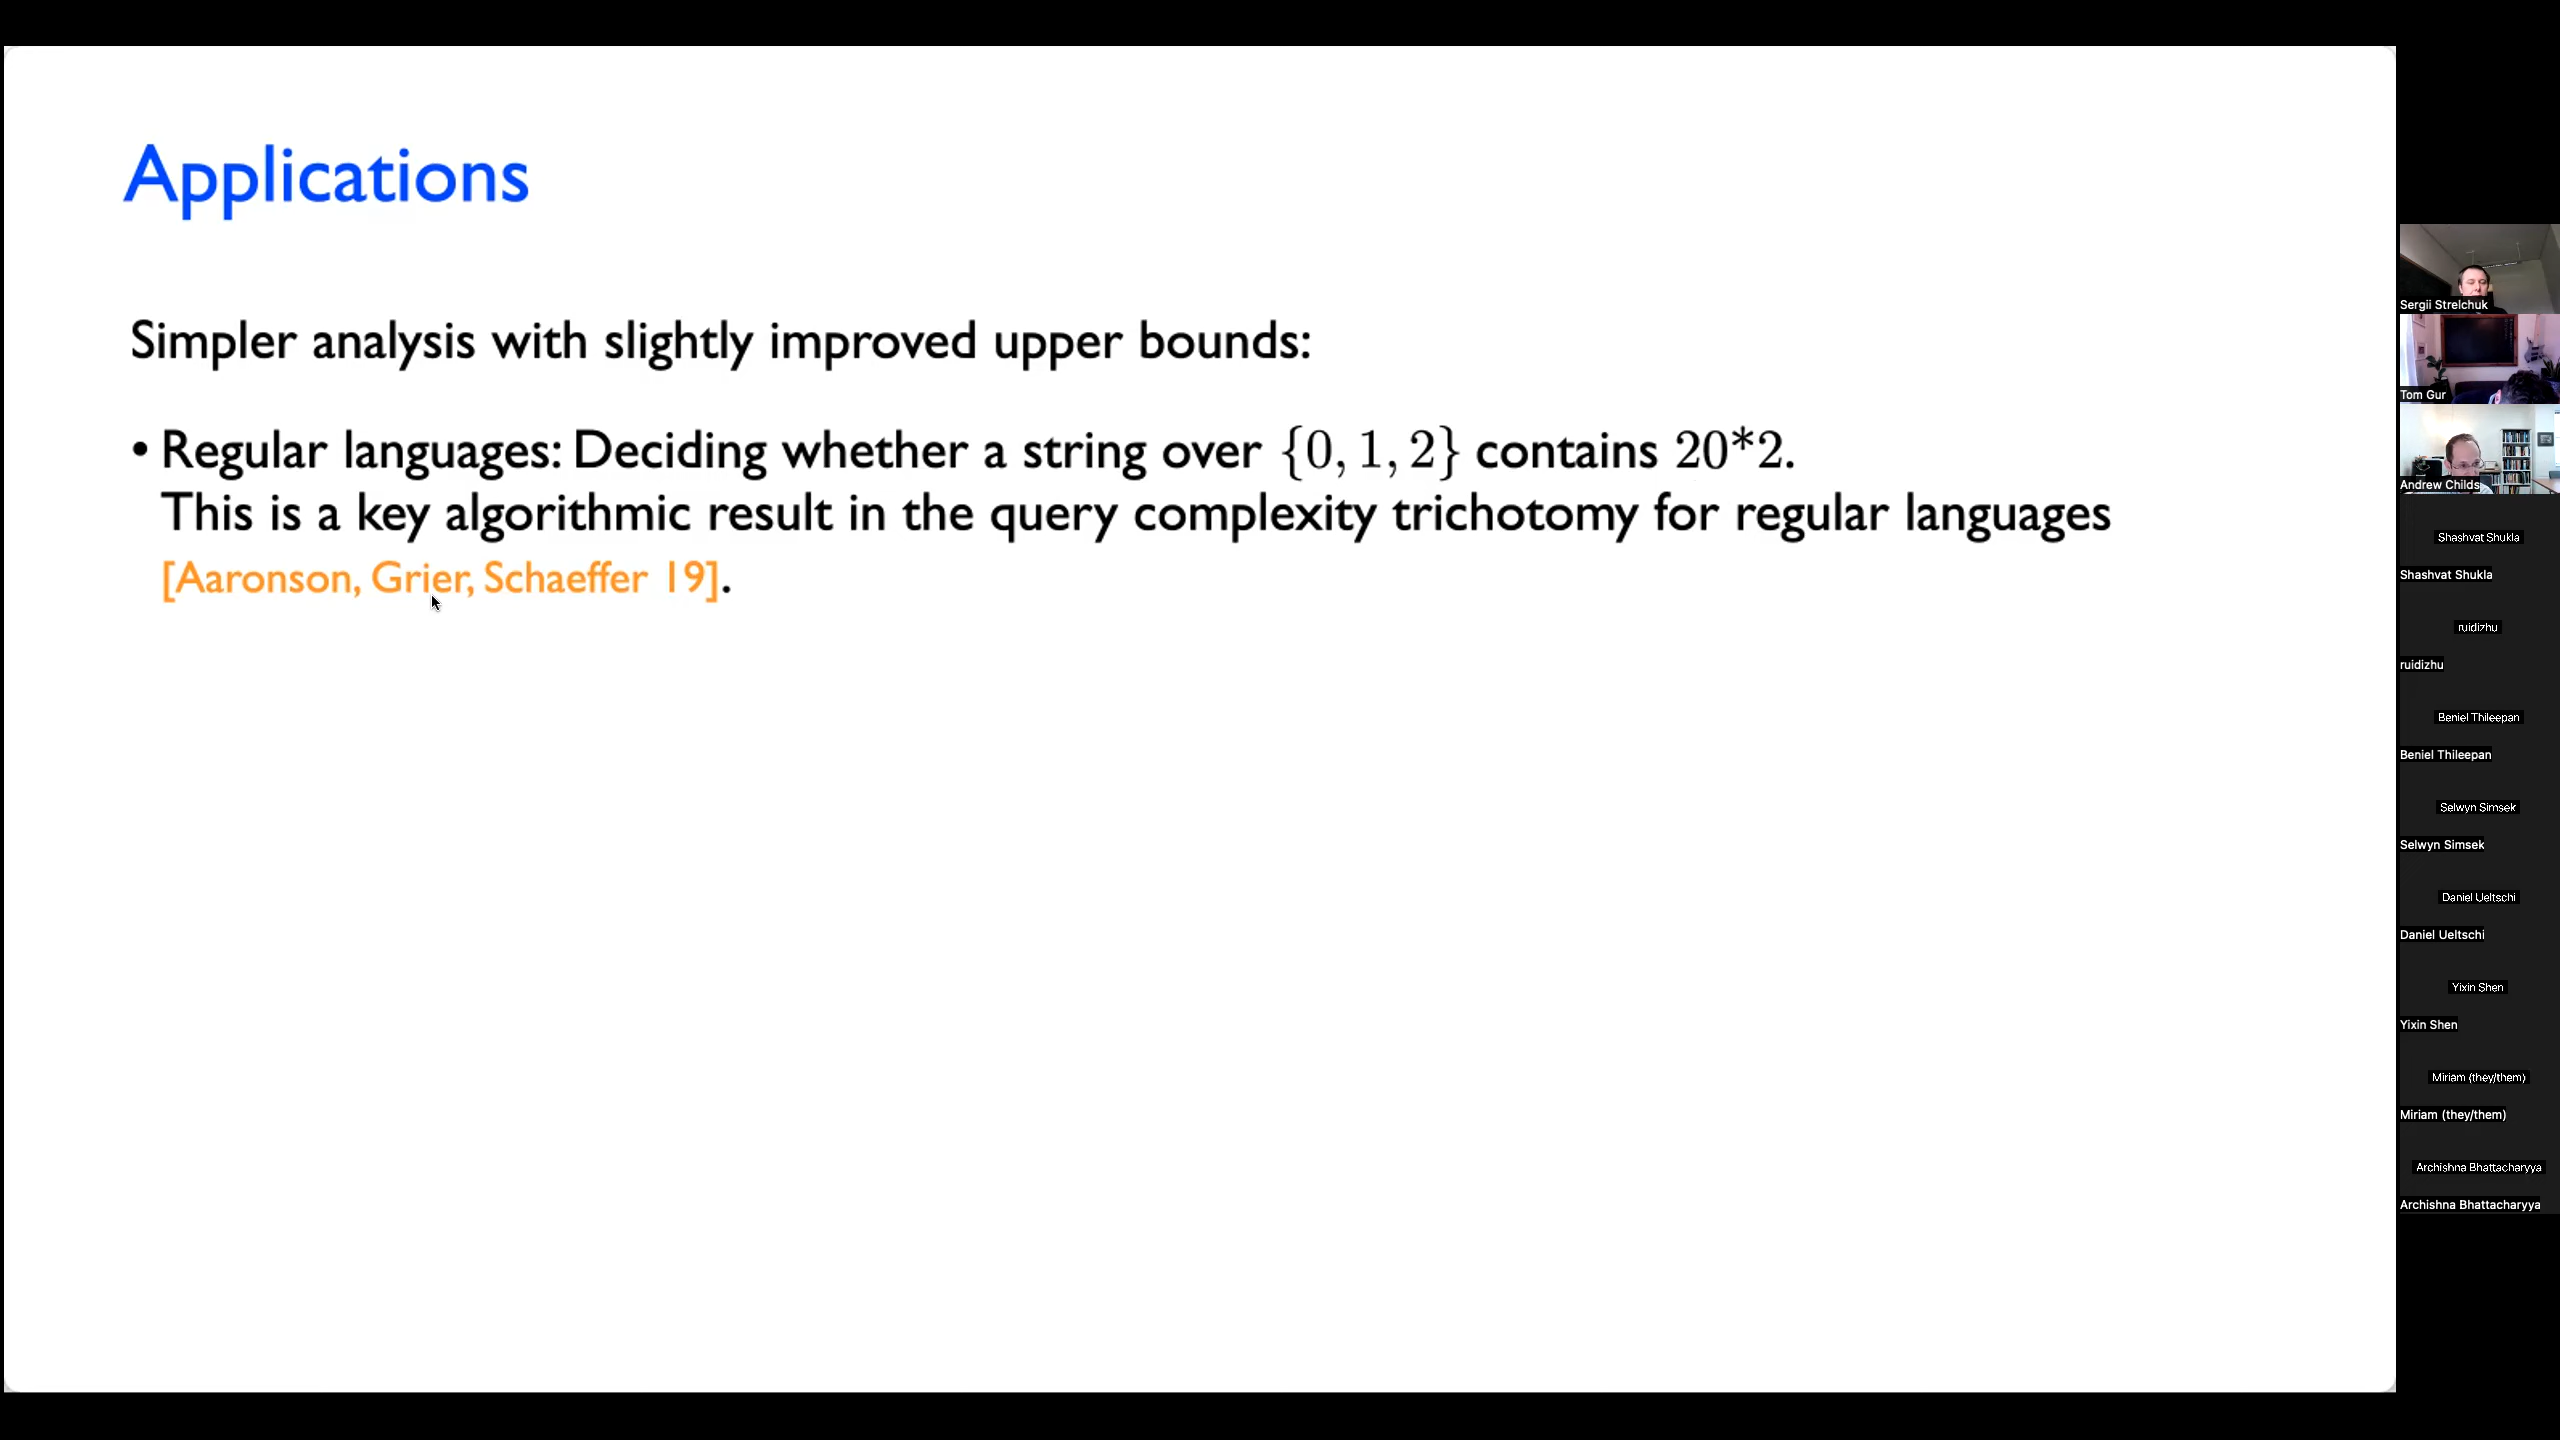 Applications
Simpler analysis with slightly improved upper bounds:
• Regular languages: Deciding whether a string over {0, 1, 2} contains 20*2.
This is a key algorithmic result in the query complexity trichotomy for regular languages
[Aaronson, Grier, Schaeffer 19].
Sergii Strelchuk
Tom Gur
Andrew Childs
Shashvat Shukla
Shashvat Shukla
ruidizhu
ruidizhu
Beniel Thileepan
Beniel Thileepan
Selwyn Simsek
Selwyn Simsek
Daniel Ueltschi
Daniel Ueltschi
Yixin Shen
Yixin Shen
Miriam (they/them)
Miriam (they/them)
Archishna Bhattacharyya
Archishna Bhattacharyya